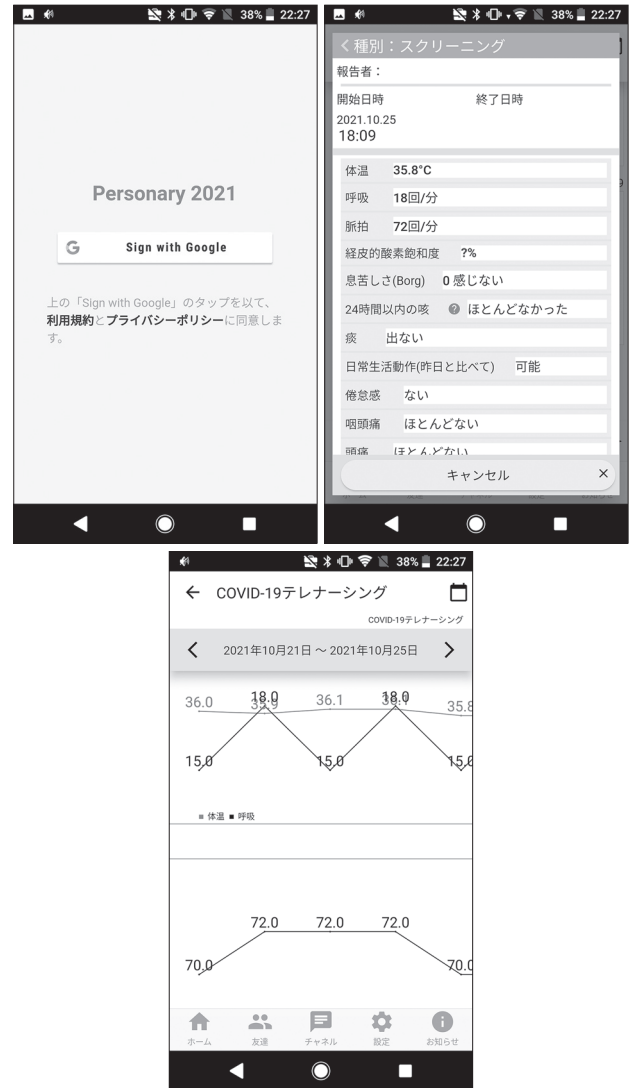 38% 22:27
Personary 2021
Sign with Google
上の「Sign with Google」のタップを以て、
利用規約とプライバシーポリシーに同意しま
す。
38% 22:27
種別：スクリーニング
報告者：
開始日時 終了日時
2021.10.25
18:09
体温 35.8°C
呼吸 18回/分
脈拍 72回/分
経皮的酸素飽和度 ?%
息苦しさ(Borg) 0 感じない
24時間以内の咳 ? ほとんどなかった
痰 出ない
日常生活動作(昨日と比べて) 可能
倦怠感 ない
咽頭痛 ほとんどない
頭痛 ほとんどない
キャンセル ×
38% 22:27
COVID-19テレナーシング
COVID-19テレナーシング
2021年10月21日 ～ 2021年10月25日
36.0 18.0 35.9 36.1 18.0 36.1 35.8
15.0 15.0 15.0
体温 呼吸
72.0 72.0 72.0
70.0 70.0
ホーム 友達 チャネル 設定 お知らせ